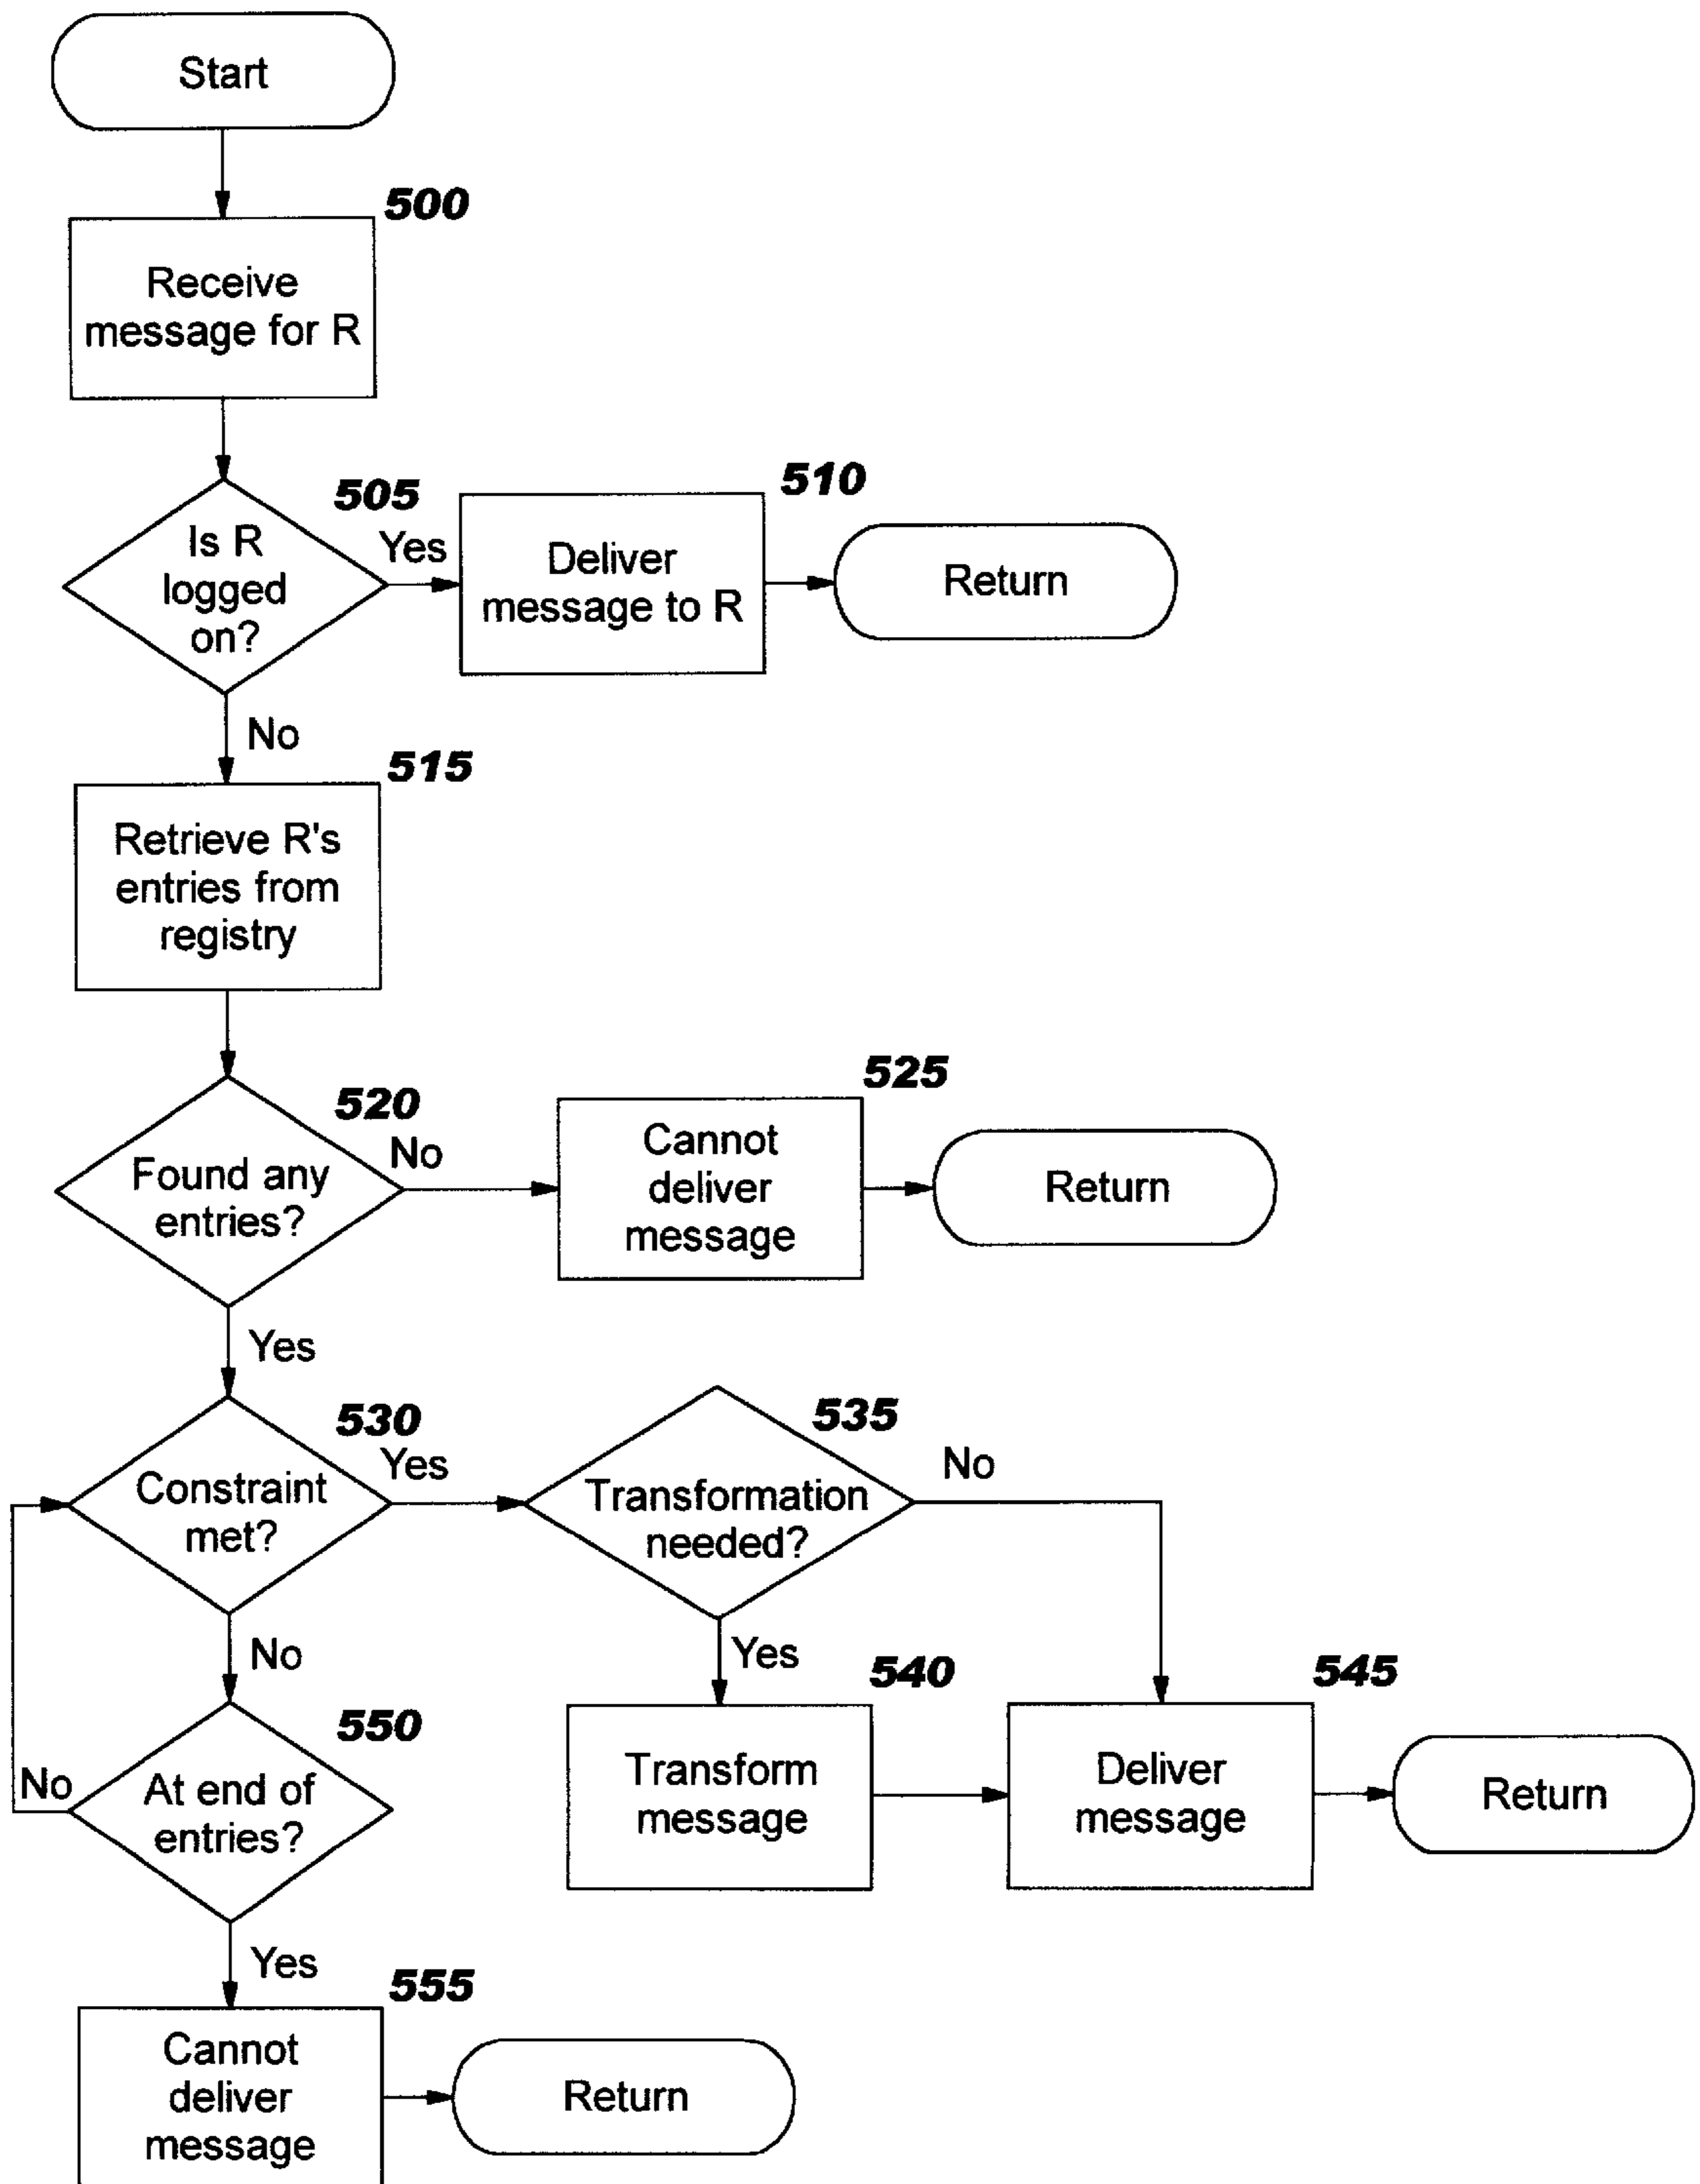 Start
500
Receive
message for R
505
Is R
logged
on?
Yes
510
Deliver
message to R
Return
No
515
Retrieve R's
entries from
registry
520
Found any
entries?
No
525
Cannot
deliver
message
Return
Yes
530
Constraint
met?
Yes
535
Transformation
needed?
No
No
Yes
540
Transform
message
545
Deliver
message
Return
550
At end of
entries?
No
Yes
555
Cannot
deliver
message
Return